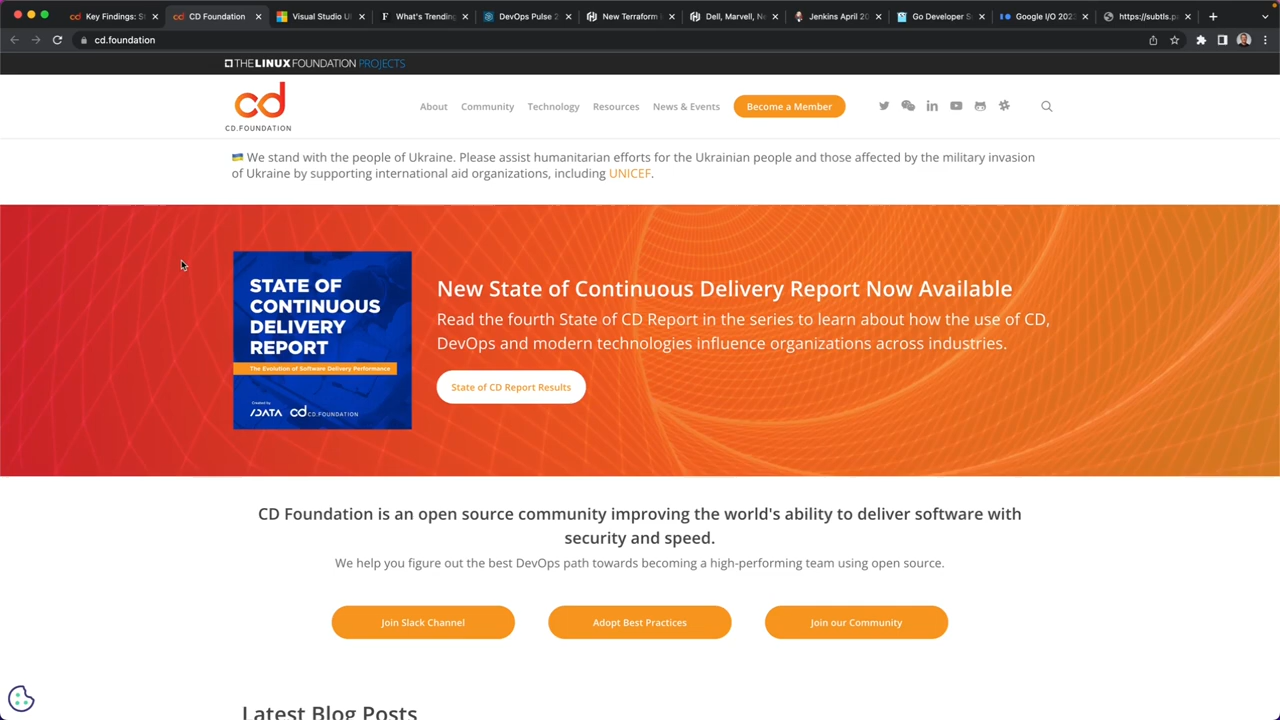 Key Findings: St
CD Foundation
Visual Studio U
What's Trending
DevOps Pulse 2
New Terraform
Dell, Marvell, Ne
Jenkins April 20
Go Developer S
Google I/O 202
https://subtls.p
cd.foundation
THE LINUX FOUNDATION PROJECTS
cd
CD.FOUNDATION
About
Community
Technology
Resources
News & Events
Become a Member
🇺🇦 We stand with the people of Ukraine. Please assist humanitarian efforts for the Ukrainian people and those affected by the military invasion
of Ukraine by supporting international aid organizations, including UNICEF.
STATE OF
CONTINUOUS
DELIVERY
REPORT
The Evolution of Software Delivery Performance
Created by
/DATA cd CD.FOUNDATION
New State of Continuous Delivery Report Now Available
Read the fourth State of CD Report in the series to learn about how the use of CD,
DevOps and modern technologies influence organizations across industries.
State of CD Report Results
CD Foundation is an open source community improving the world's ability to deliver software with
security and speed.
We help you figure out the best DevOps path towards becoming a high-performing team using open source.
Join Slack Channel
Adopt Best Practices
Join our Community
Latest Blog Posts